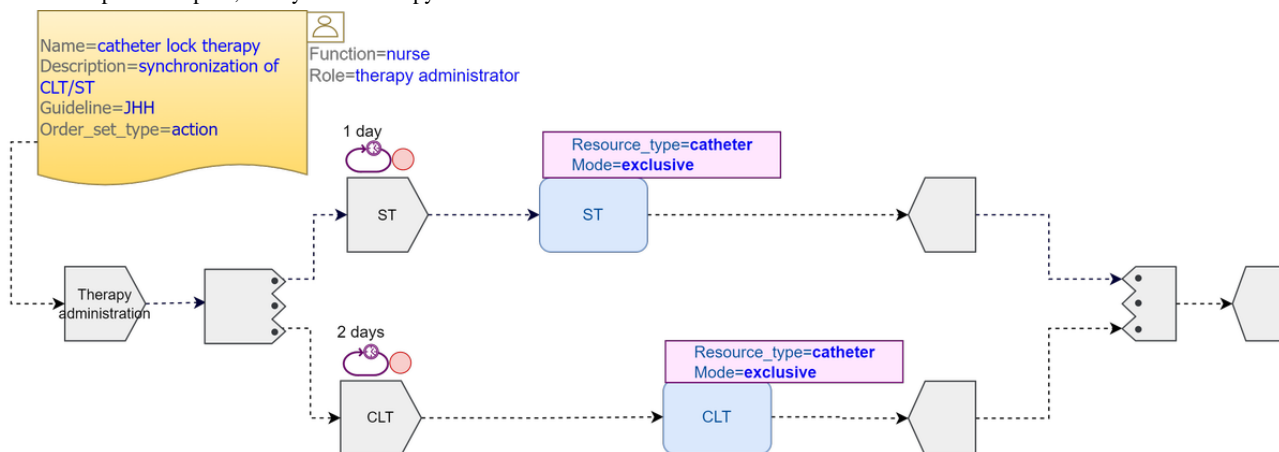 Name=catheter lock therapy
Description=synchronization of
CLT/ST
Guideline=JHH
Order_set_type=action
Function=nurse
Role=therapy administrator
1 day
ST
Resource_type=catheter
Mode=exclusive
ST
Therapy
administration
2 days
CLT
Resource_type=catheter
Mode=exclusive
CLT